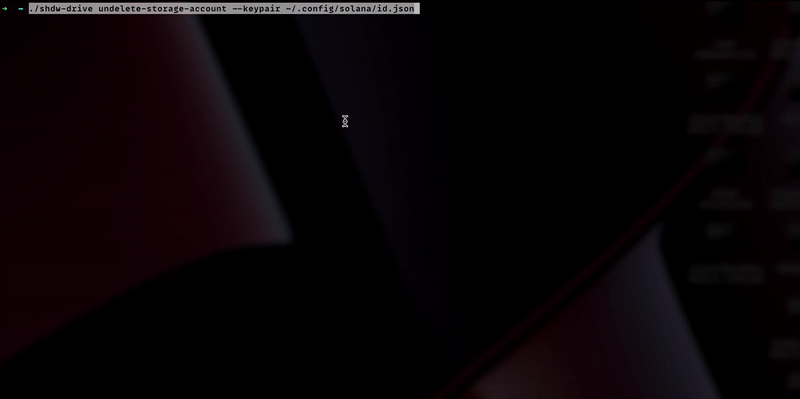 ➜ ~ ./shdw-drive undelete-storage-account --keypair ~/.config/solana/id.json